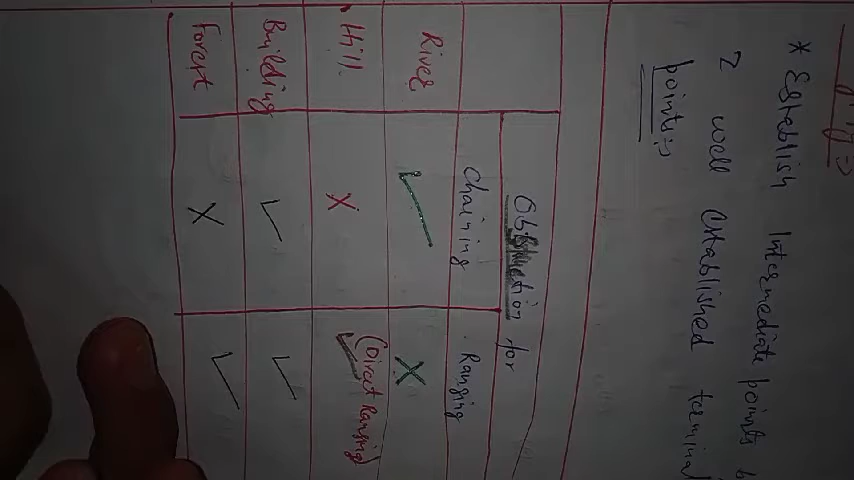 * Establish Intermediate points b
2 well established terminal
points :-
Obstruction for
Chaining Ranging
River ✓ X
Hill X ✓ (Direct Ranging)
Building ✓ ✓
Forest X ✓